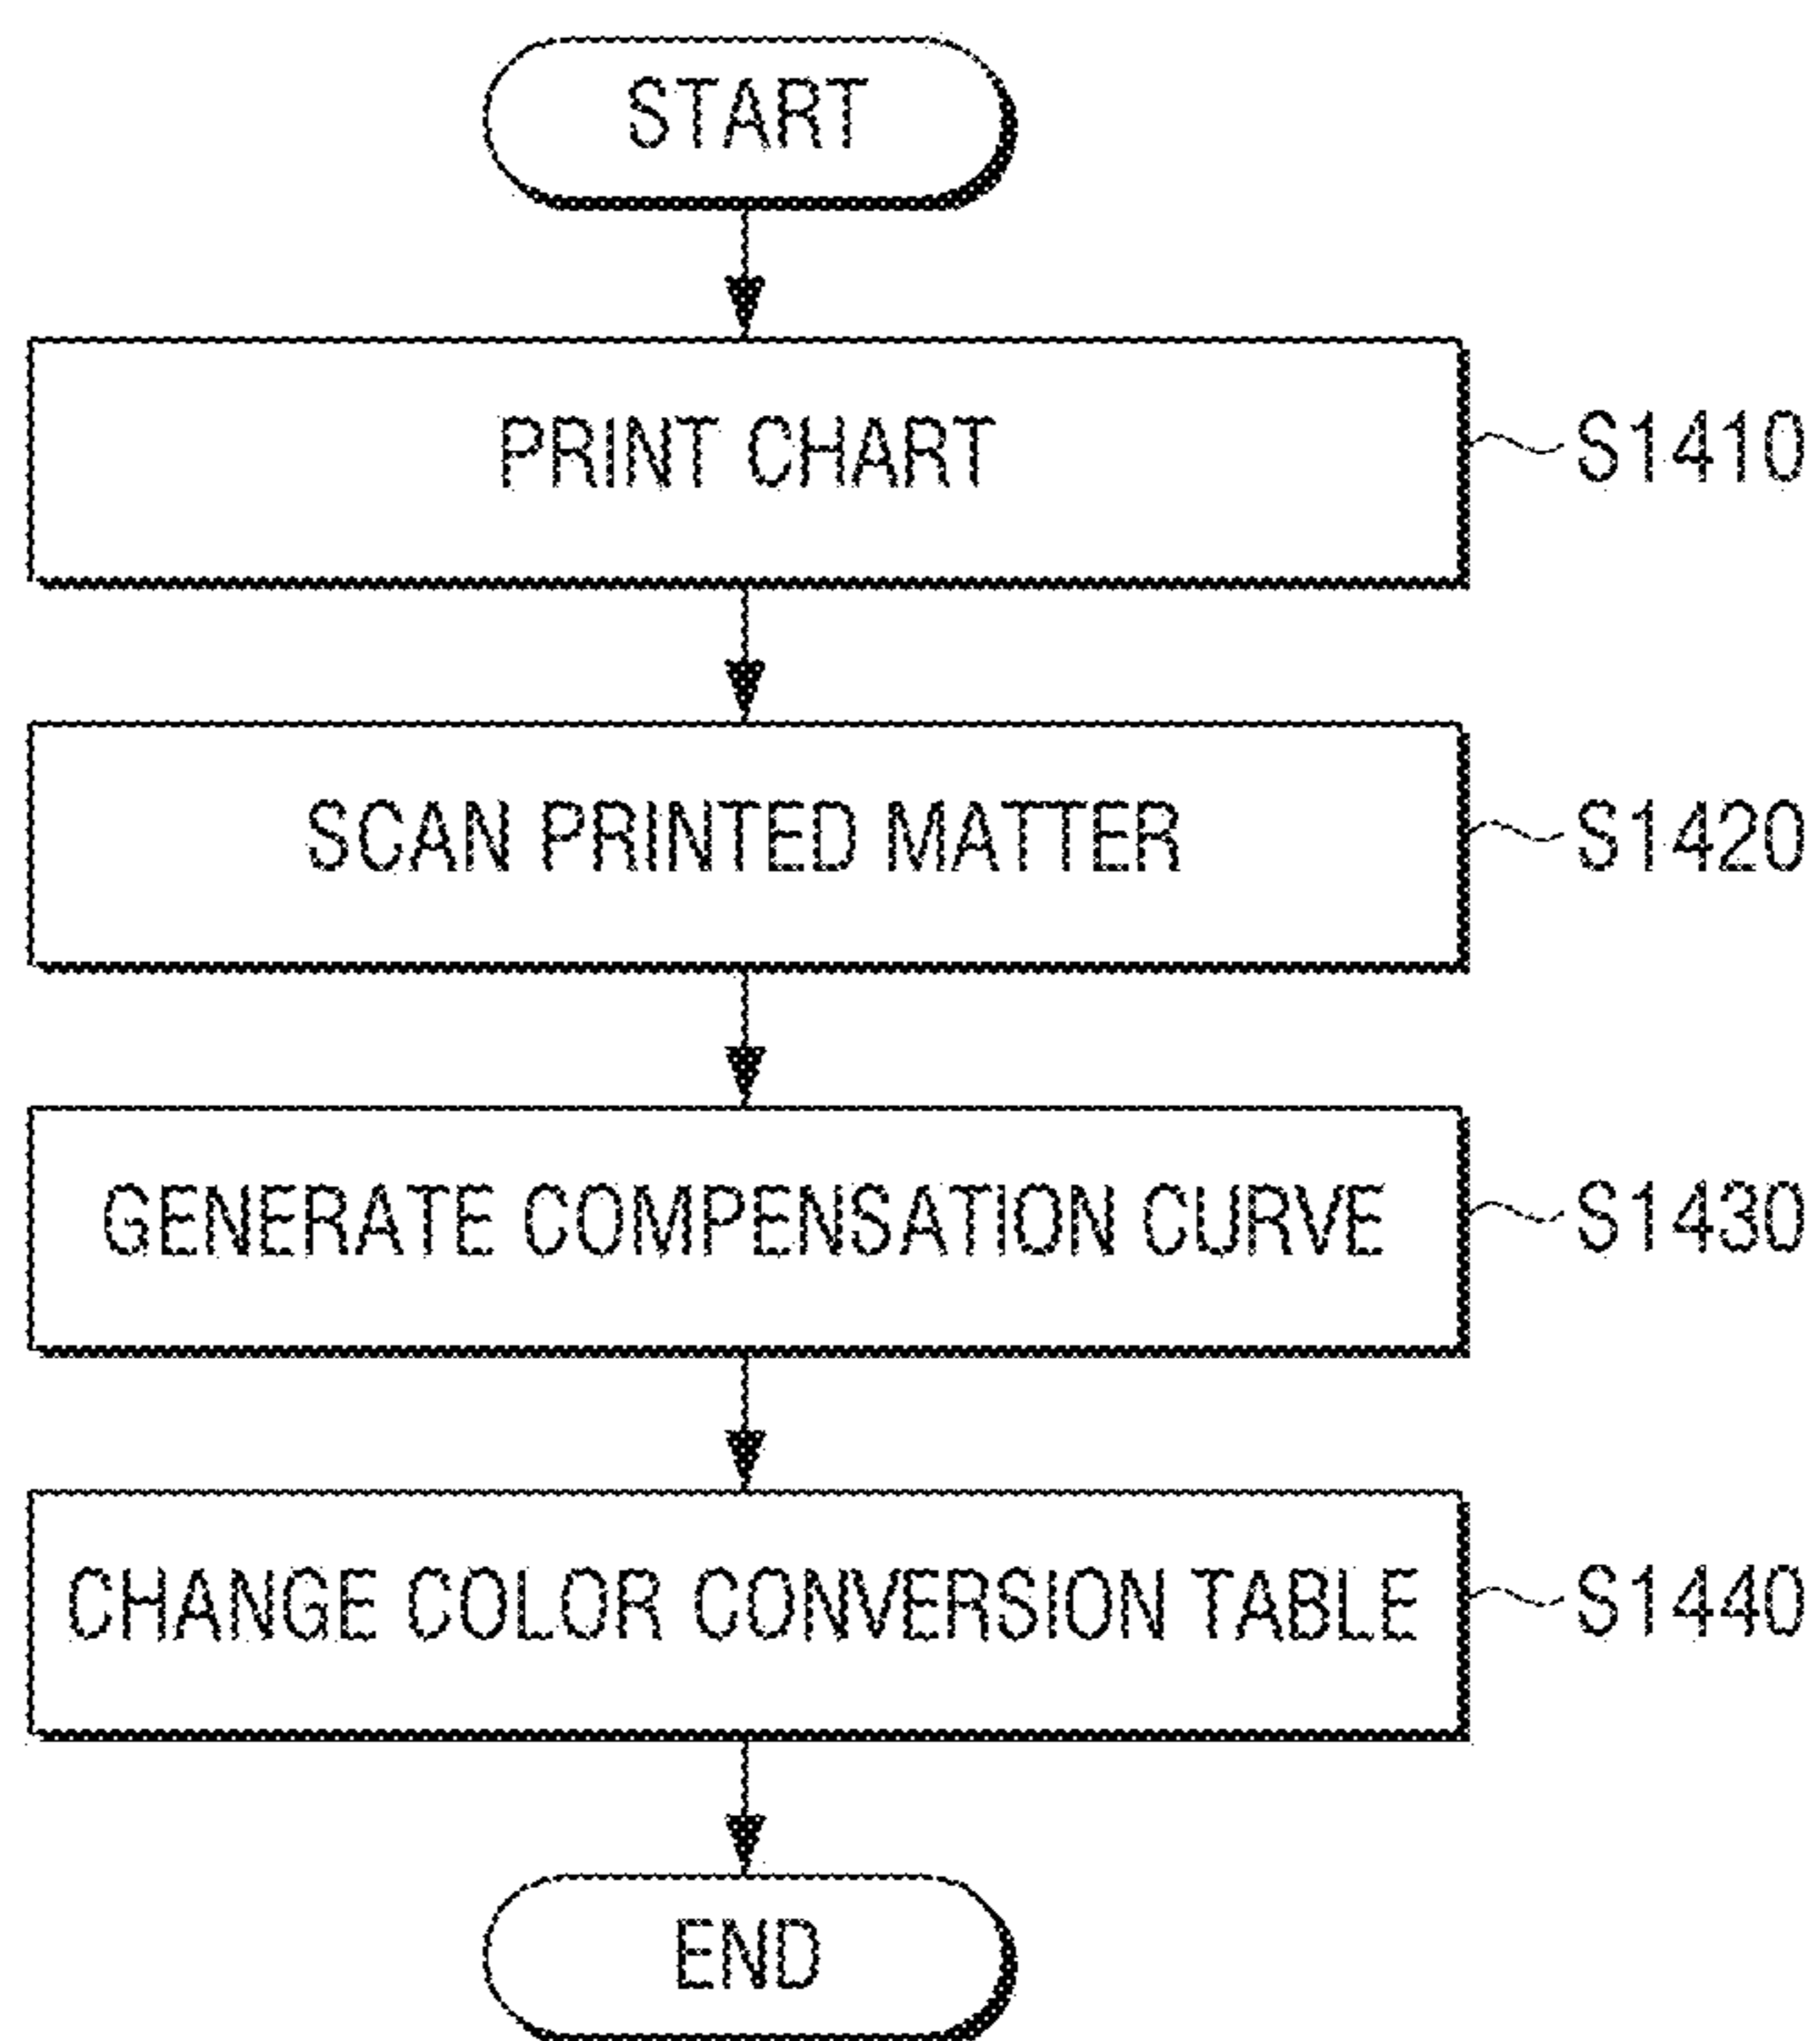 START
PRINT CHART
S1410
SCAN PRINTED MATTER
S1420
GENERATE COMPENSATION CURVE
S1430
CHANGE COLOR CONVERSION TABLE
S1440
END